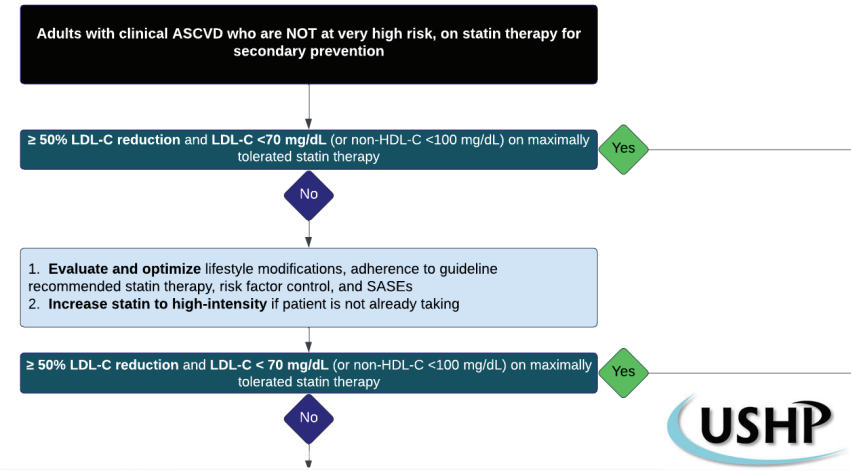 Adults with clinical ASCVD who are NOT at very high risk, on statin therapy for
secondary prevention
≥ 50% LDL-C reduction and LDL-C <70 mg/dL (or non-HDL-C <100 mg/dL) on maximally
tolerated statin therapy
Yes
No
1. Evaluate and optimize lifestyle modifications, adherence to guideline
recommended statin therapy, risk factor control, and SASEs
2. Increase statin to high-intensity if patient is not already taking
≥ 50% LDL-C reduction and LDL-C < 70 mg/dL (or non-HDL-C <100 mg/dL) on maximally
tolerated statin therapy
Yes
No
USHP